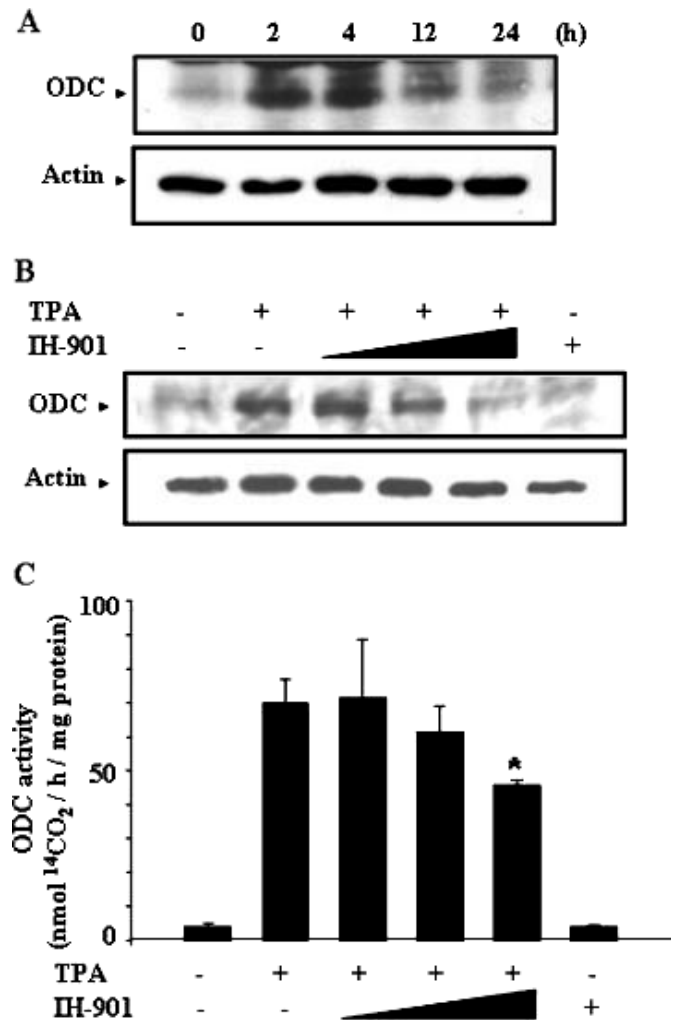 A
0 2 4 12 24 (h)
ODC
Actin
B
TPA - + + + + -
IH-901 - - +
ODC
Actin
C
100
50
0
ODC activity
(nmol ¹⁴CO₂ / h / mg protein)
*
TPA - + + + + -
IH-901 - - +